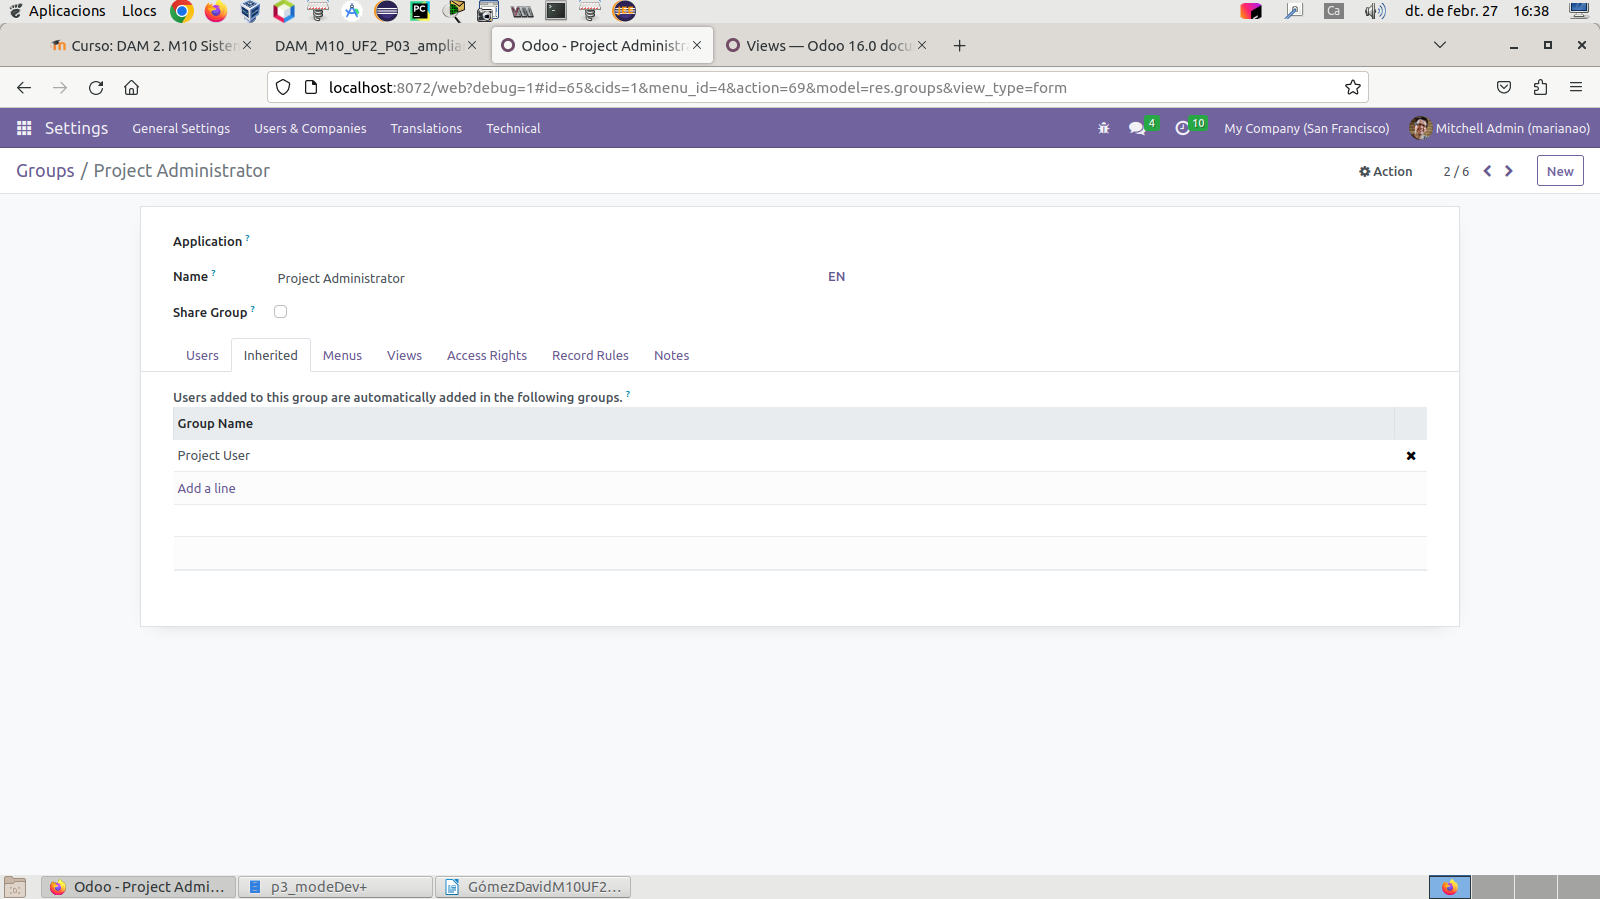 Aplicacions Llocs Ca dt. de febr. 27 16:38
Curso: DAM 2. M10 Sister DAM_M10_UF2_P03_amplia Odoo - Project Administra Views — Odoo 16.0 docu
localhost:8072/web?debug=1#id=65&cids=1&menu_id=4&action=69&model=res.groups&view_type=form
Settings General Settings Users & Companies Translations Technical 4 10 My Company (San Francisco) Mitchell Admin (marianao)
Groups / Project Administrator Action 2 / 6 New
Application ?
Name ? Project Administrator EN
Share Group ?
Users Inherited Menus Views Access Rights Record Rules Notes
Users added to this group are automatically added in the following groups. ?
Group Name
Project User
Add a line
Odoo - Project Admi... p3_modeDev+ GómezDavidM10UF2...